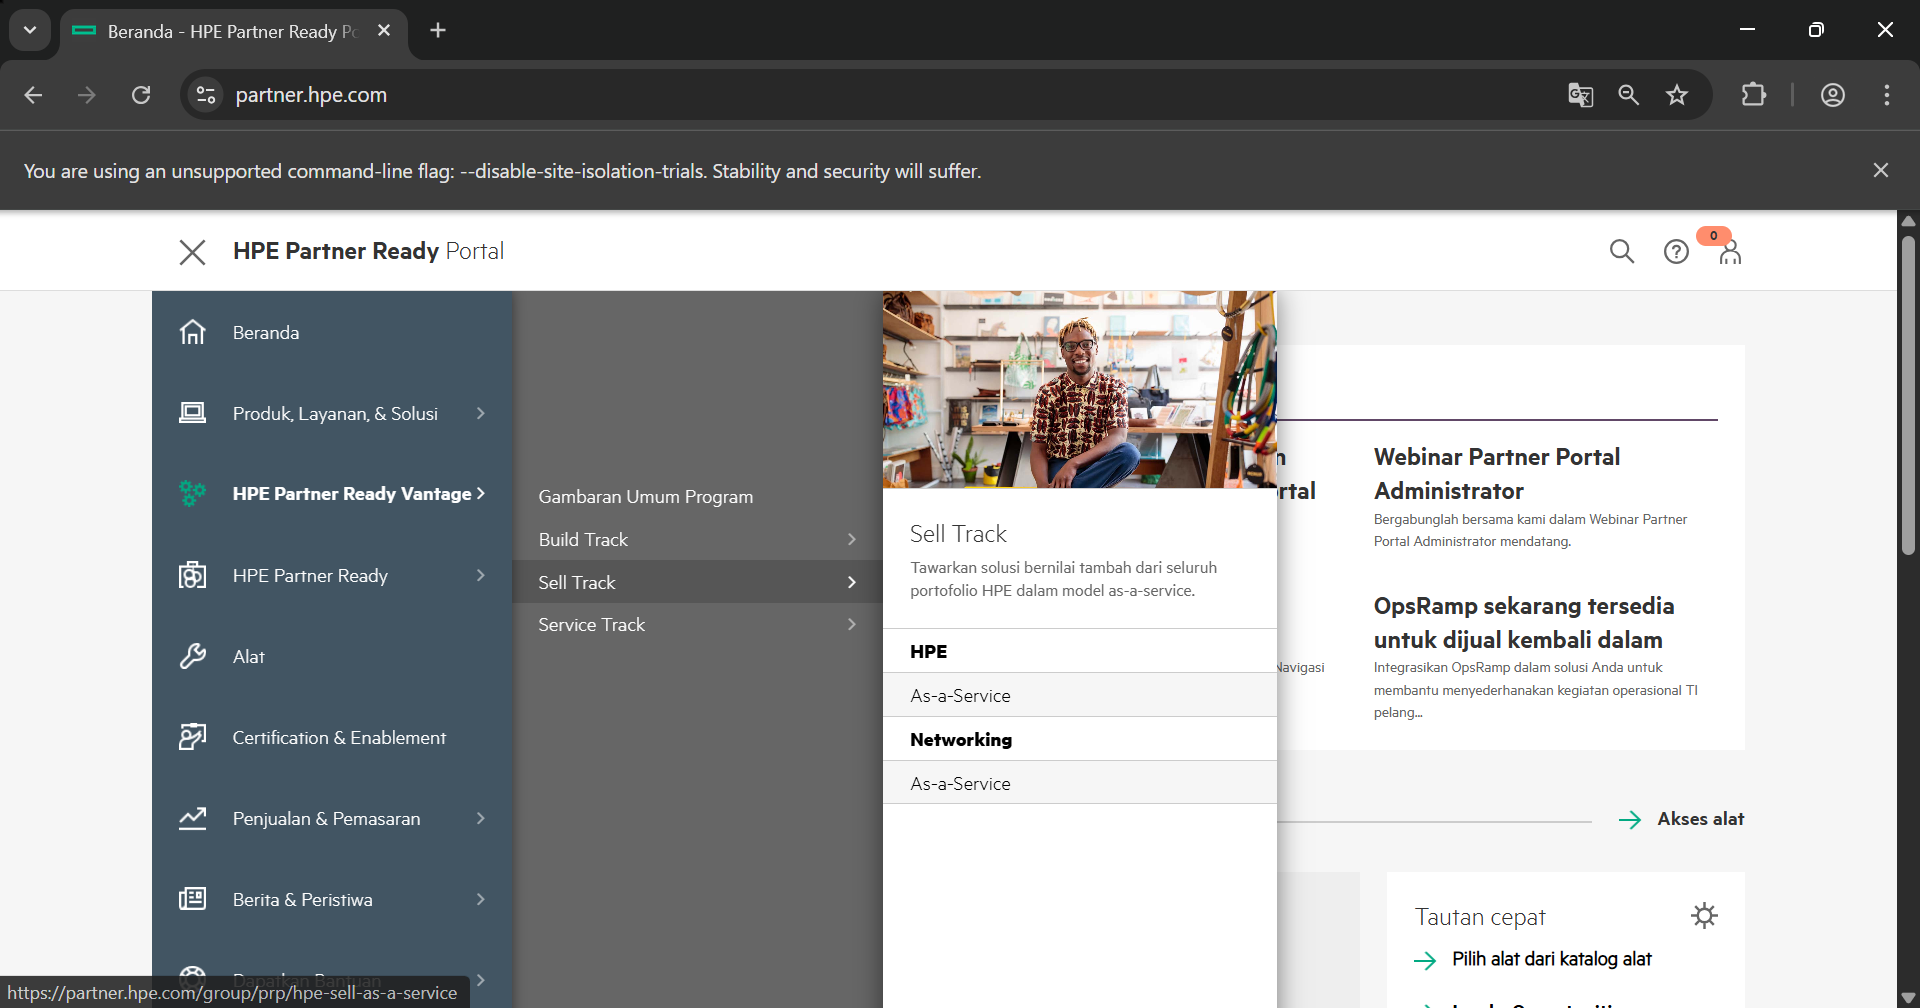 Beranda - HPE Partner Ready Po
partner.hpe.com
You are using an unsupported command-line flag: --disable-site-isolation-trials. Stability and security will suffer.
HPE Partner Ready Portal
0
Beranda
Produk, Layanan, & Solusi
HPE Partner Ready Vantage
HPE Partner Ready
Alat
Certification & Enablement
Penjualan & Pemasaran
Berita & Peristiwa
Dapatkan Bantuan
https://partner.hpe.com/group/prp/hpe-sell-as-a-service
Gambaran Umum Program
Build Track
Sell Track
Service Track
Sell Track
Tawarkan solusi bernilai tambah dari seluruh
portofolio HPE dalam model as-a-service.
HPE
As-a-Service
Networking
As-a-Service
n
rtal
Navigasi
Webinar Partner Portal
Administrator
Bergabunglah bersama kami dalam Webinar Partner
Portal Administrator mendatang.
OpsRamp sekarang tersedia
untuk dijual kembali dalam
Integrasikan OpsRamp dalam solusi Anda untuk
membantu menyederhanakan kegiatan operasional TI
pelang...
Akses alat
Tautan cepat
Pilih alat dari katalog alat